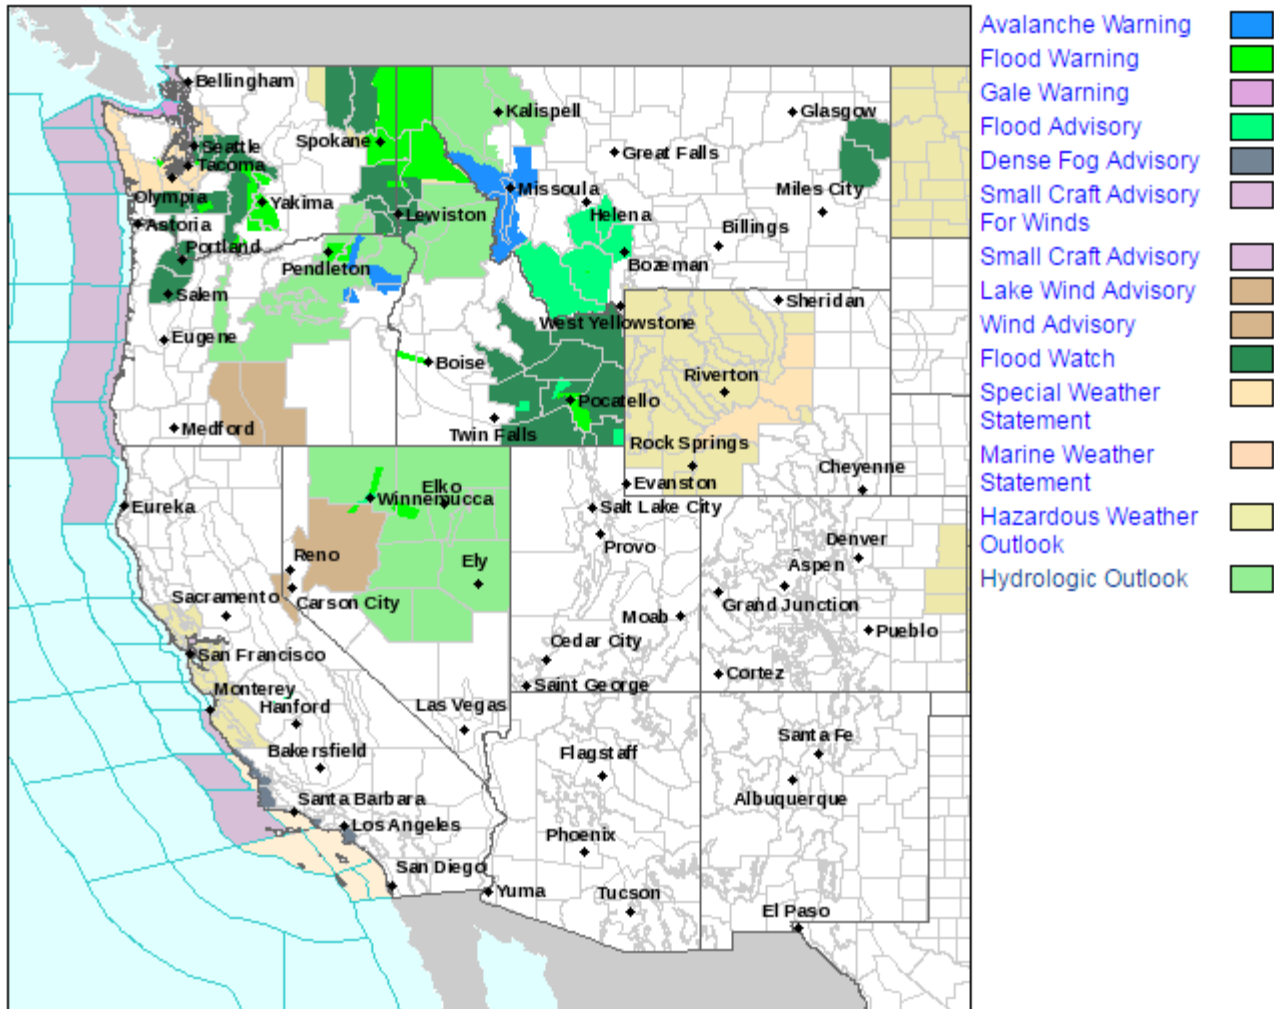 Avalanche Warning
Flood Warning
Gale Warning
Flood Advisory
Dense Fog Advisory
Small Craft Advisory
For Winds
Small Craft Advisory
Lake Wind Advisory
Wind Advisory
Flood Watch
Special Weather
Statement
Marine Weather
Statement
Hazardous Weather
Outlook
Hydrologic Outlook
Bellingham
Kalispell
Glasgow
Seattle
Spokane
Great Falls
Tacoma
Missoula
Miles City
Olympia
Yakima
Lewiston
Helena
Astoria
Billings
Portland
Pendleton
Bozeman
Salem
Sheridan
West Yellowstone
Eugene
Boise
Riverton
Pocatello
Medford
Twin Falls
Rock Springs
Cheyenne
Evanston
Elko
Winnemucca
Eureka
Salt Lake City
Provo
Denver
Reno
Ely
Aspen
Sacramento
Carson City
Grand Junction
Moab
Pueblo
Cedar City
San Francisco
Cortez
Saint George
Monterey
Hanford
Las Vegas
Santa Fe
Bakersfield
Flagstaff
Santa Barbara
Albuquerque
Los Angeles
Phoenix
San Diego
Yuma
Tucson
El Paso